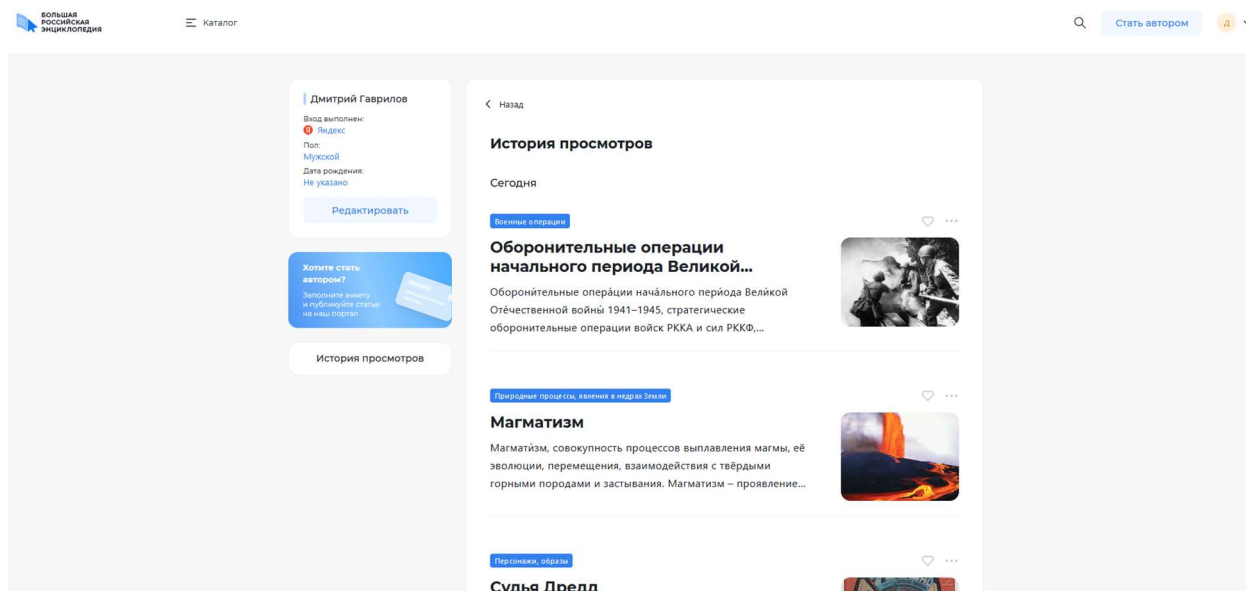 БОЛЬШАЯ
РОССИЙСКАЯ
ЭНЦИКЛОПЕДИЯ
Каталог
Стать автором
Д
Дмитрий Гаврилов
Вход выполнен:
Я Яндекс
Пол:
Мужской
Дата рождения:
Не указано
Редактировать
Хотите стать
автором?
Заполните анкету
и публикуйте статьи
на наш портал
История просмотров
Назад
История просмотров
Сегодня
Военные операции
Оборонительные операции
начального периода Великой...
Оборони́тельные опера́ции нача́льного пери́ода Вели́кой
Оте́чественной войны́ 1941–1945, стратегические
оборонительные операции войск РККА и сил РККФ,...
Природные процессы, явления в недрах Земли
Магматизм
Магмати́зм, совокупность процессов выплавления магмы, её
эволюции, перемещения, взаимодействия с твёрдыми
горными породами и застывания. Магматизм – проявление...
Персонажи, образы
Судья Дредд